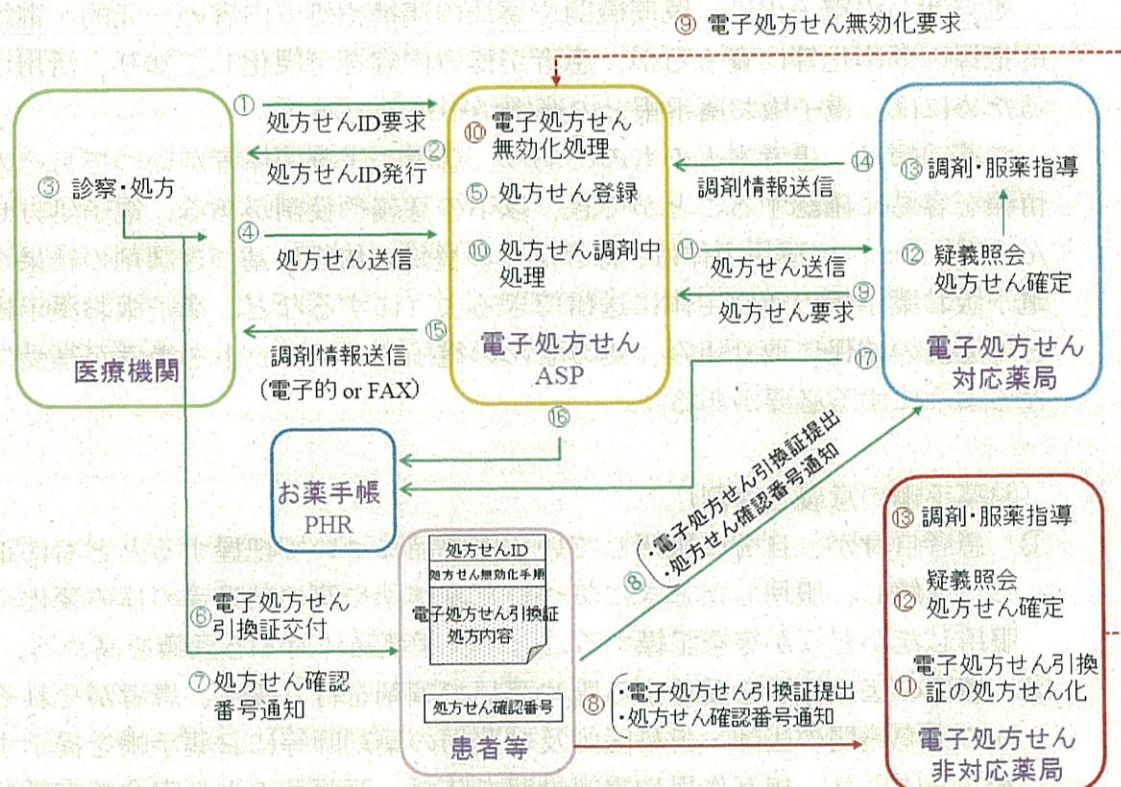 ⑨ 電子処方せん無効化要求
①
処方せんID要求
②
処方せんID発行
③ 診察・処方
④
処方せん送信
⑮
調剤情報送信
(電子的 or FAX)
医療機関
⑩ 電子処方せん
無効化処理
⑤ 処方せん登録
⑩ 処方せん調剤中
処理
電子処方せん
ASP
⑭
調剤情報送信
⑪
処方せん送信
⑨
処方せん要求
⑰
⑬ 調剤・服薬指導
⑫ 疑義照会
処方せん確定
電子処方せん
対応薬局
⑯
お薬手帳
PHR
⑧
・電子処方せん引換証提出
・処方せん確認番号通知
処方せんID
処方せん無効化手順
電子処方せん引換証
処方内容
処方せん確認番号
患者等
⑥ 電子処方せん
引換証交付
⑦ 処方せん確認
番号通知
⑧
・電子処方せん引換証提出
・処方せん確認番号通知
⑬ 調剤・服薬指導
⑫ 疑義照会
処方せん確定
⑪ 電子処方せん引換
証の処方せん化
電子処方せん
非対応薬局